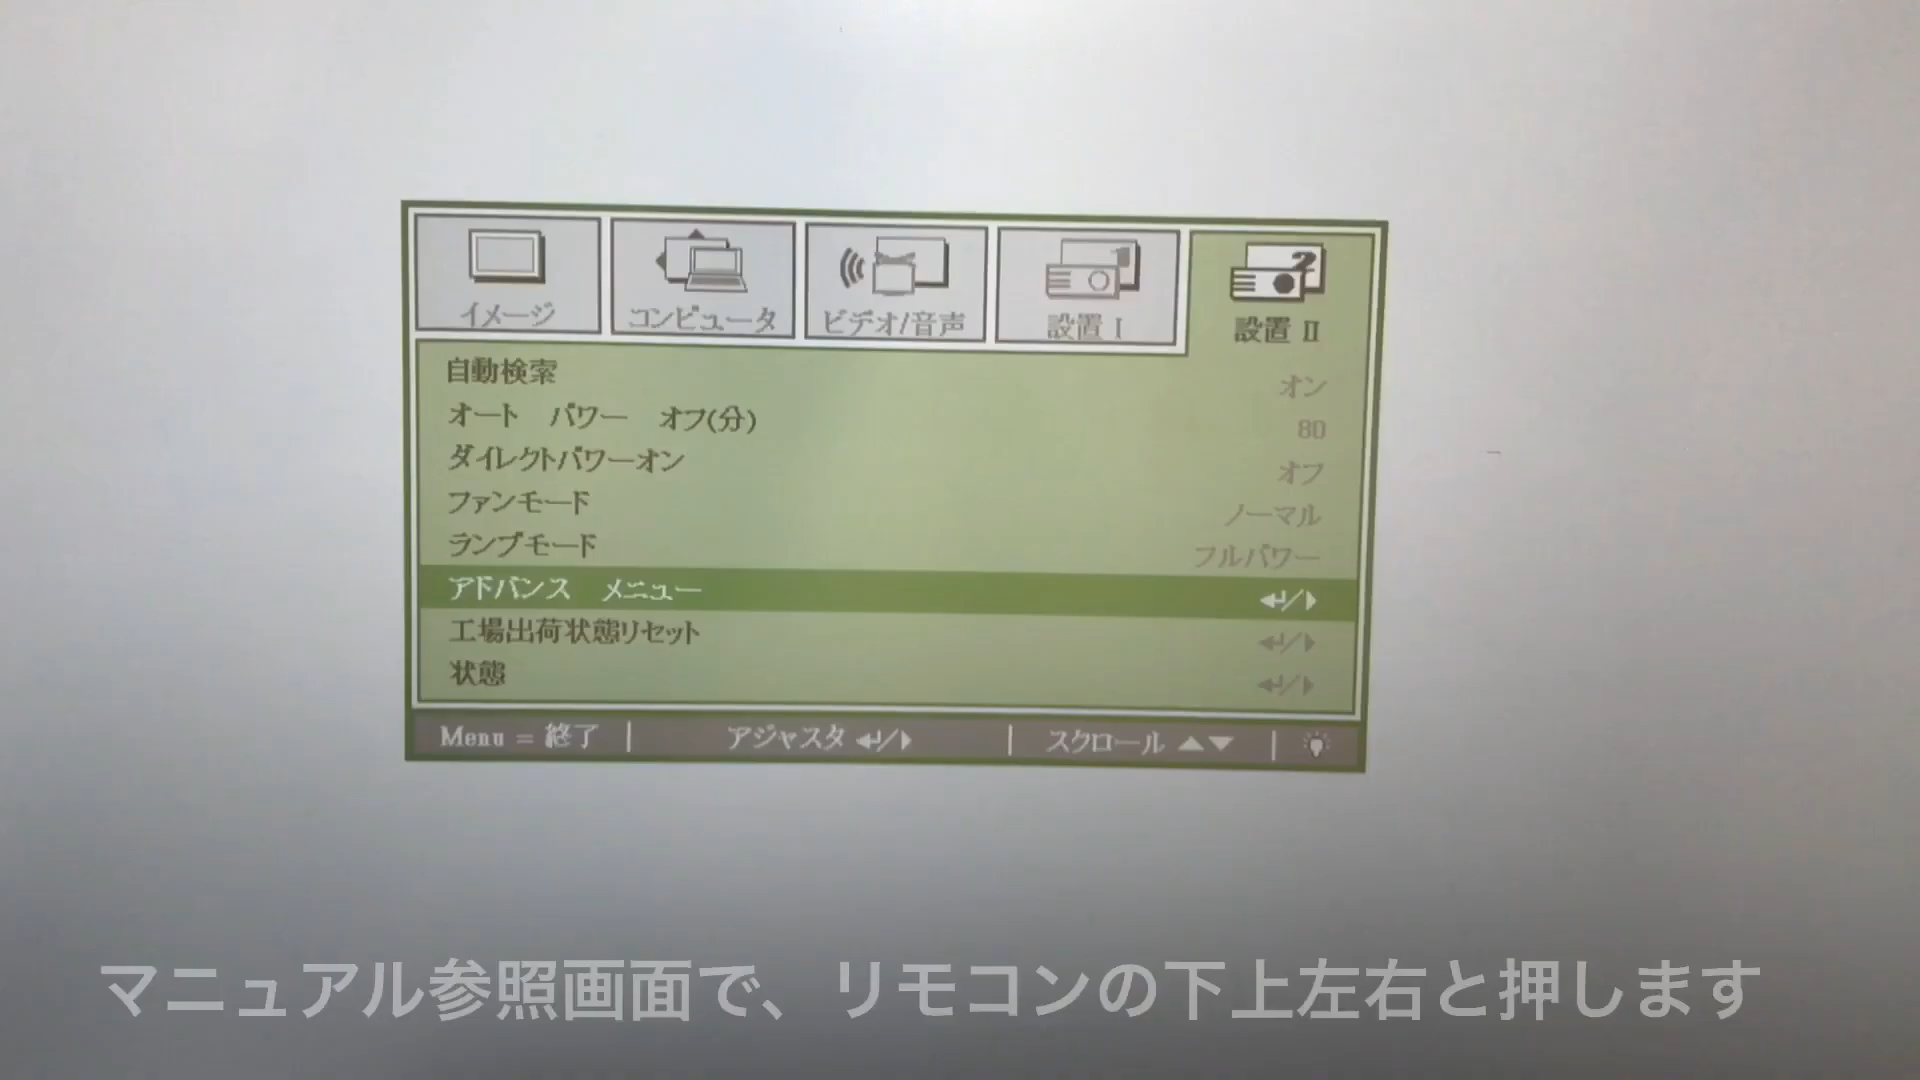 イメージ
コンピュータ
ビデオ/音声
設置 I
設置 II
自動検索 オン
オート パワー オフ(分) 80
ダイレクトパワーオン オフ
ファンモード ノーマル
ランプモード フルパワー
アドバンス メニュー
工場出荷状態リセット
状態
Menu = 終了 | アジャスタ | スクロール ▲▼ |
マニュアル参照画面で、リモコンの下上左右と押します